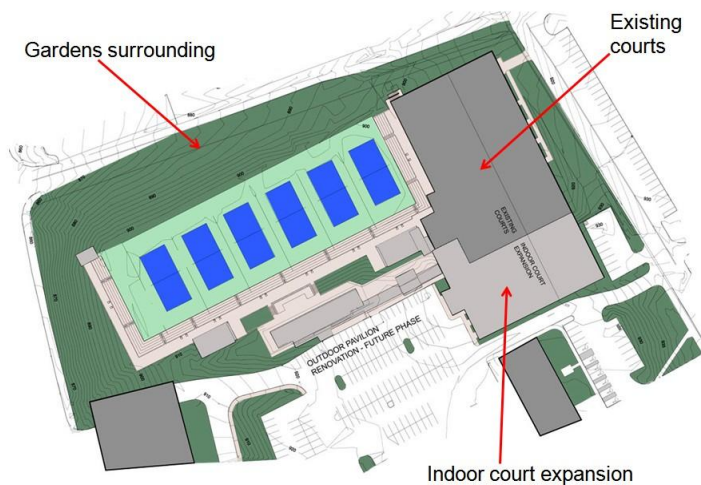 Existing
courts
Gardens surrounding
EXISTING
COURTS
INDOOR COURT
EXPANSION
OUTDOOR PAVILION
RENOVATION - FUTURE PHASE
Indoor court expansion